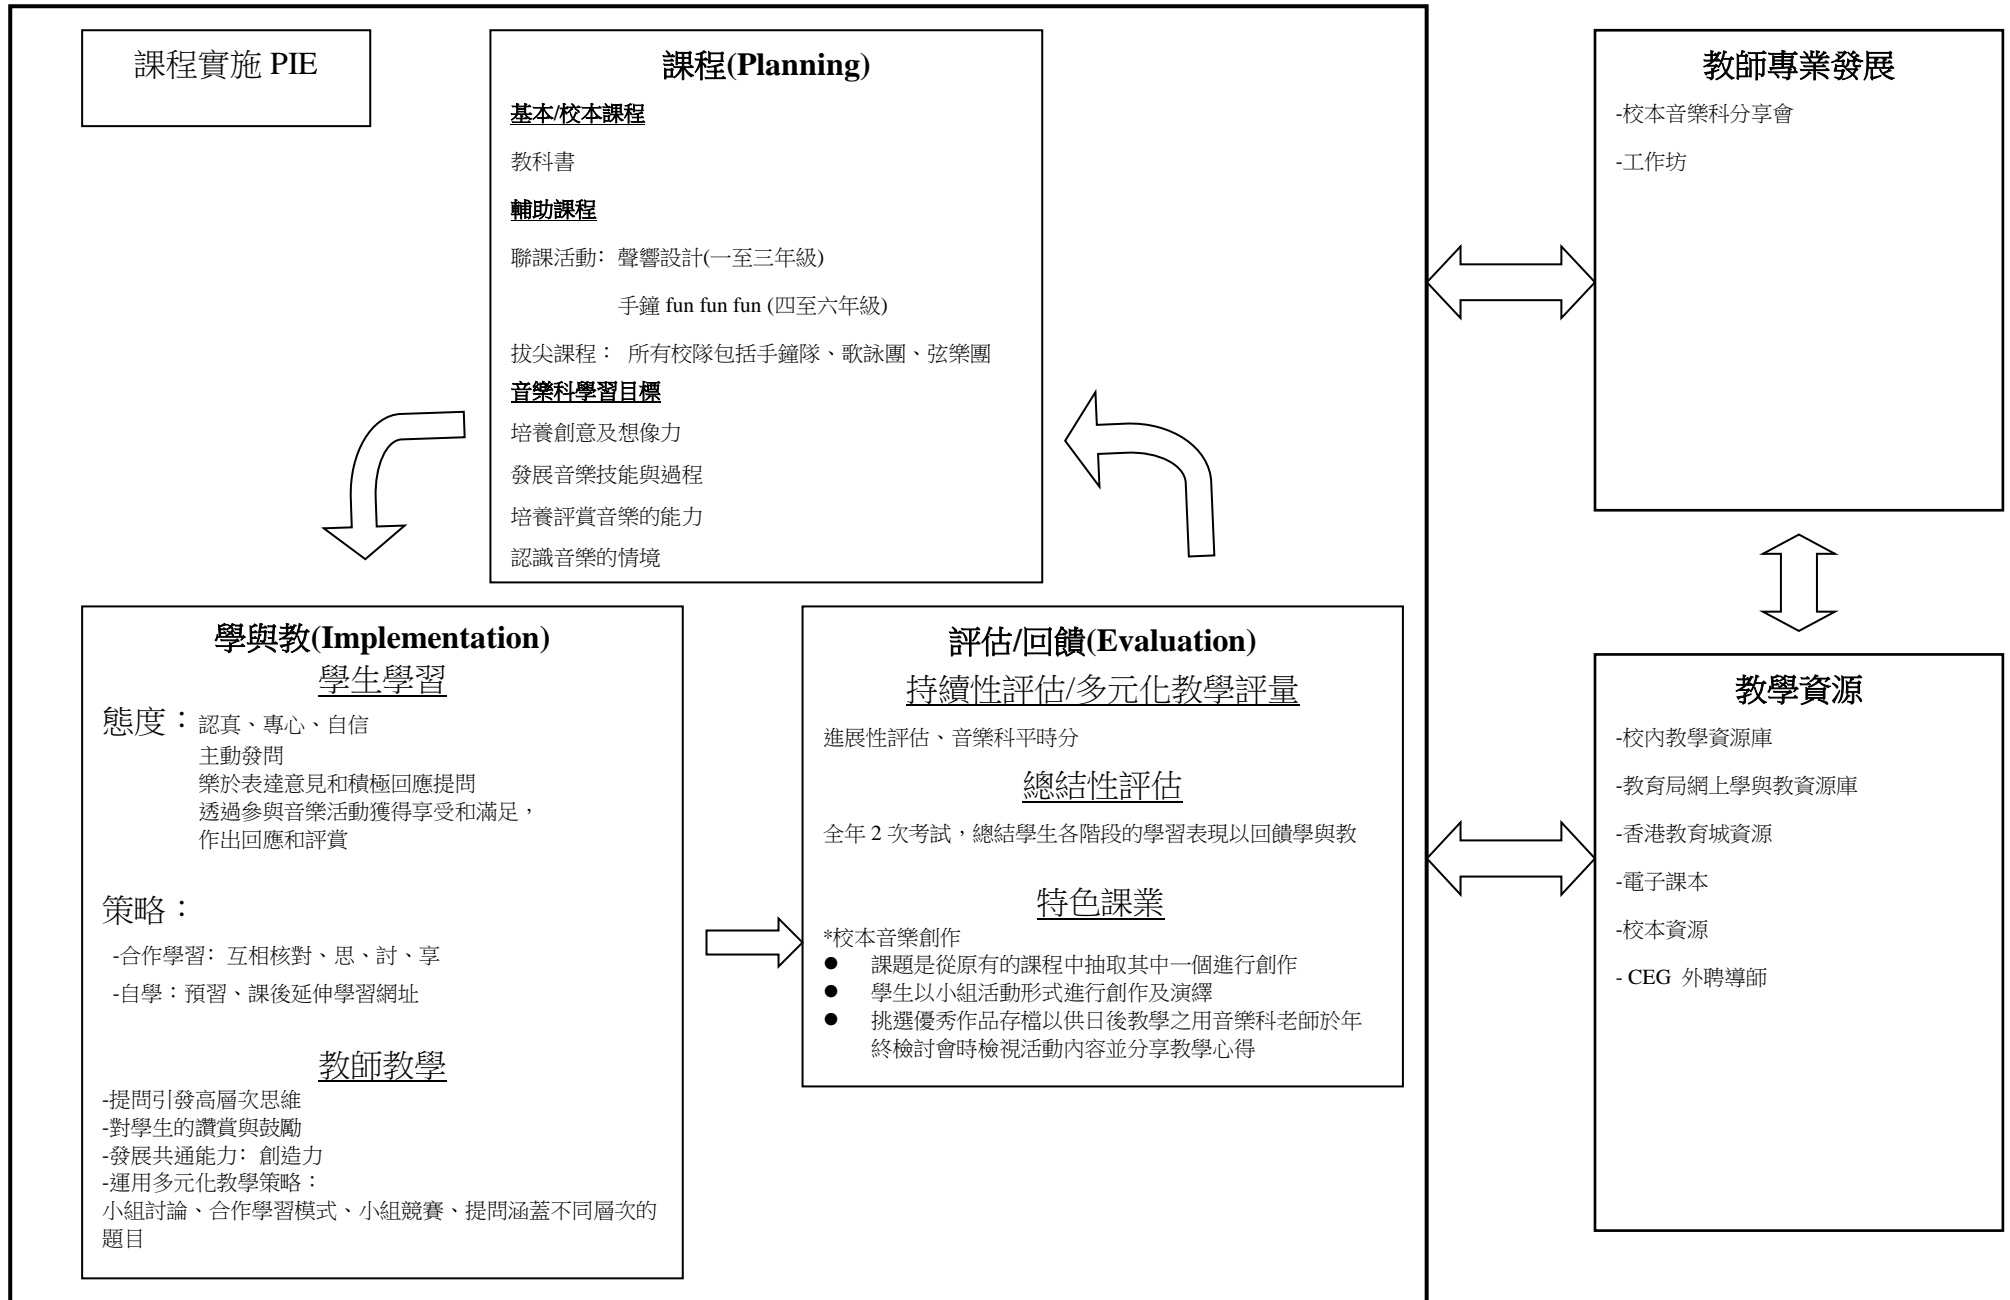 課程實施 PIE
課程(Planning)
基本/校本課程
教科書
輔助課程
聯課活動: 聲響設計(一至三年級)
手鐘 fun fun fun (四至六年級)
拔尖課程： 所有校隊包括手鐘隊、歌詠團、弦樂團
音樂科學習目標
培養創意及想像力
發展音樂技能與過程
培養評賞音樂的能力
認識音樂的情境
學與教(Implementation)
學生學習
態度：認真、專心、自信
主動發問
樂於表達意見和積極回應提問
透過參與音樂活動獲得享受和滿足，
作出回應和評賞
策略：
-合作學習: 互相核對、思、討、享
-自學：預習、課後延伸學習網址
教師教學
-提問引發高層次思維
-對學生的讚賞與鼓勵
-發展共通能力: 創造力
-運用多元化教學策略：
小組討論、合作學習模式、小組競賽、提問涵蓋不同層次的
題目
評估/回饋(Evaluation)
持續性評估/多元化教學評量
進展性評估、音樂科平時分
總結性評估
全年 2 次考試，總結學生各階段的學習表現以回饋學與教
特色課業
*校本音樂創作
● 課題是從原有的課程中抽取其中一個進行創作
● 學生以小組活動形式進行創作及演繹
● 挑選優秀作品存檔以供日後教學之用音樂科老師於年
終檢討會時檢視活動內容並分享教學心得
教師專業發展
-校本音樂科分享會
-工作坊
教學資源
-校內教學資源庫
-教育局網上學與教資源庫
-香港教育城資源
-電子課本
-校本資源
- CEG 外聘導師